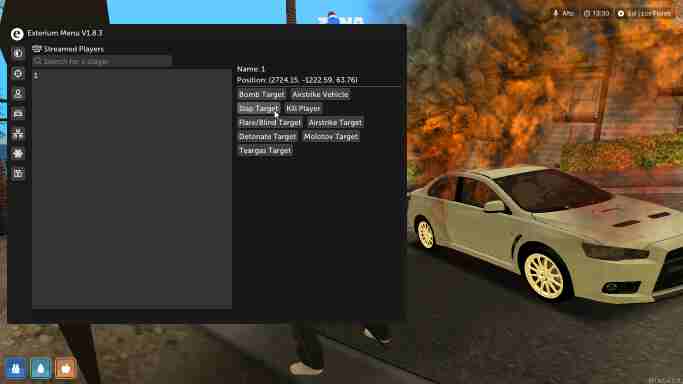 Exterium Menu V1.8.3
Streamed Players
Search for a player
1
Name: 1
Position: (2724.15, -1222.59, 63.76)
Bomb Target
Airstrike Vehicle
Slap Target
Kill Player
Flare/Blind Target
Airstrike Target
Detonate Target
Molotov Target
Teargas Target
13:30